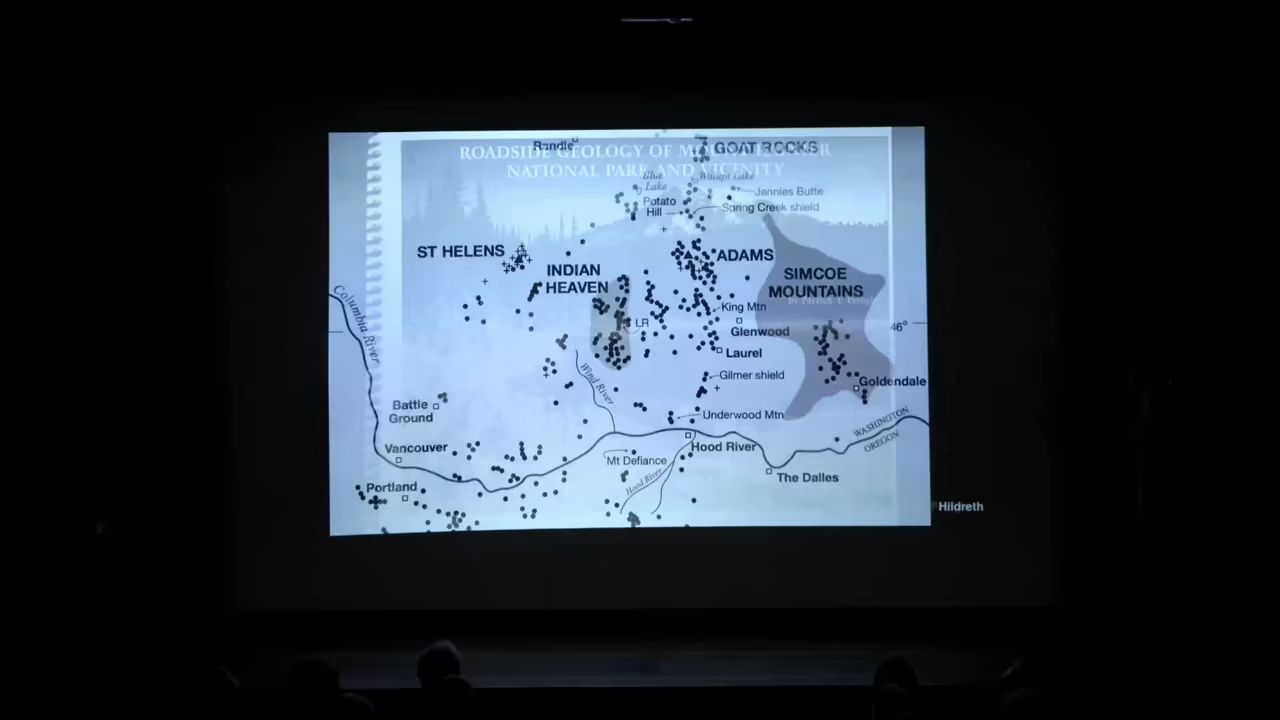 Randle
GOAT ROCKS
ROADSIDE GEOLOGY OF MOUNT RAINIER
NATIONAL PARK AND VICINITY
Blue
Lake
Walupt Lake
Jennies Butte
Potato
Hill
Spring Creek shield
ST HELENS
ADAMS
INDIAN
HEAVEN
SIMCOE
MOUNTAINS
Columbia River
King Mtn
LR
46°
Glenwood
Laurel
Wind River
Gilmer shield
Goldendale
Battle
Ground
Underwood Mtn
WASHINGTON
OREGON
Vancouver
Hood River
Mt Defiance
The Dalles
Hood River
Portland
Hildreth